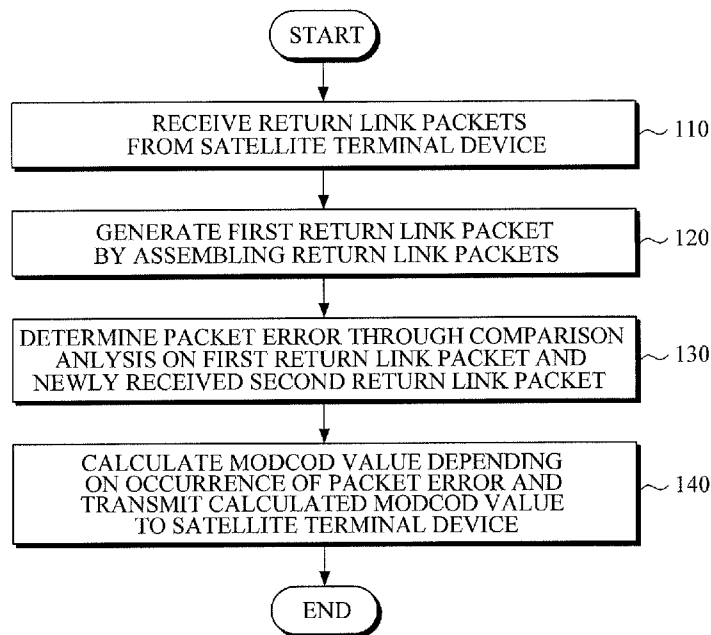 START
RECEIVE RETURN LINK PACKETS
FROM SATELLITE TERMINAL DEVICE
110
GENERATE FIRST RETURN LINK PACKET
BY ASSEMBLING RETURN LINK PACKETS
120
DETERMINE PACKET ERROR THROUGH COMPARISON
ANLYSIS ON FIRST RETURN LINK PACKET AND
NEWLY RECEIVED SECOND RETURN LINK PACKET
130
CALCULATE MODCOD VALUE DEPENDING
ON OCCURRENCE OF PACKET ERROR AND
TRANSMIT CALCULATED MODCOD VALUE
TO SATELLITE TERMINAL DEVICE
140
END